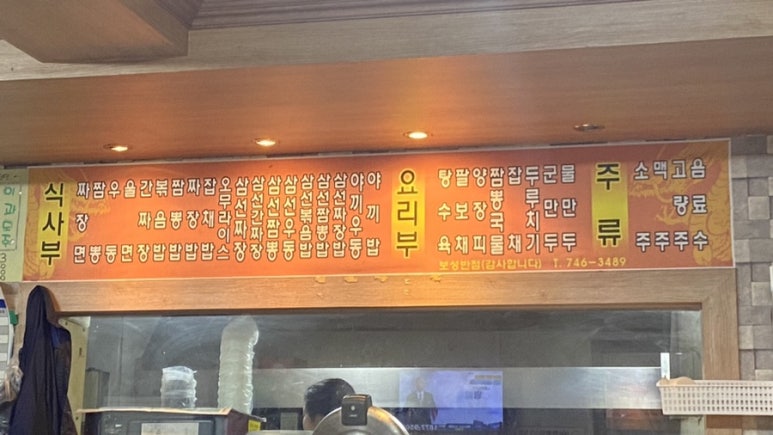 식사부
짜장면
짬뽕
우동
울면
간짜장
볶음밥
짬뽕밥
짜장밥
잡채밥
오무라이스
삼선짜장
삼선간짜장
삼선짬뽕
삼선우동
삼선볶음밥
삼선짬뽕밥
삼선짜장밥
야끼우동
야끼밥
요리부
탕수육
팔보채
양장피
짬뽕국물
잡채
두루치기
군만두
물만두
주류
소주
맥주
고량주
음료수
보성반점(감사합니다) T. 746-3489